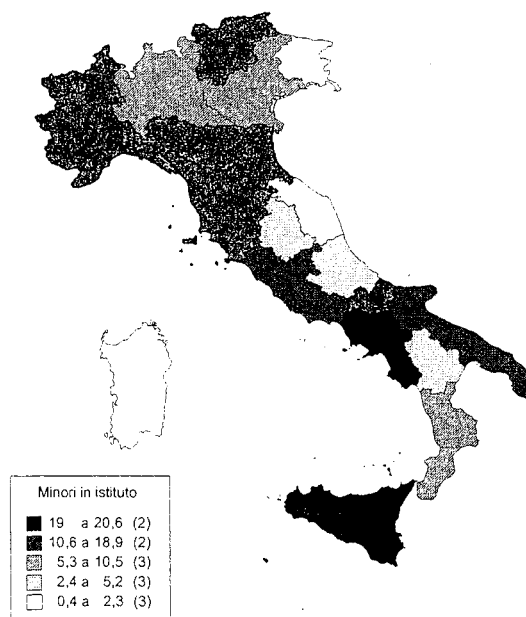 Minori in istituto
19 a 20,6 (2)
10,6 a 18,9 (2)
5,3 a 10,5 (3)
2,4 a 5,2 (3)
0,4 a 2,3 (3)